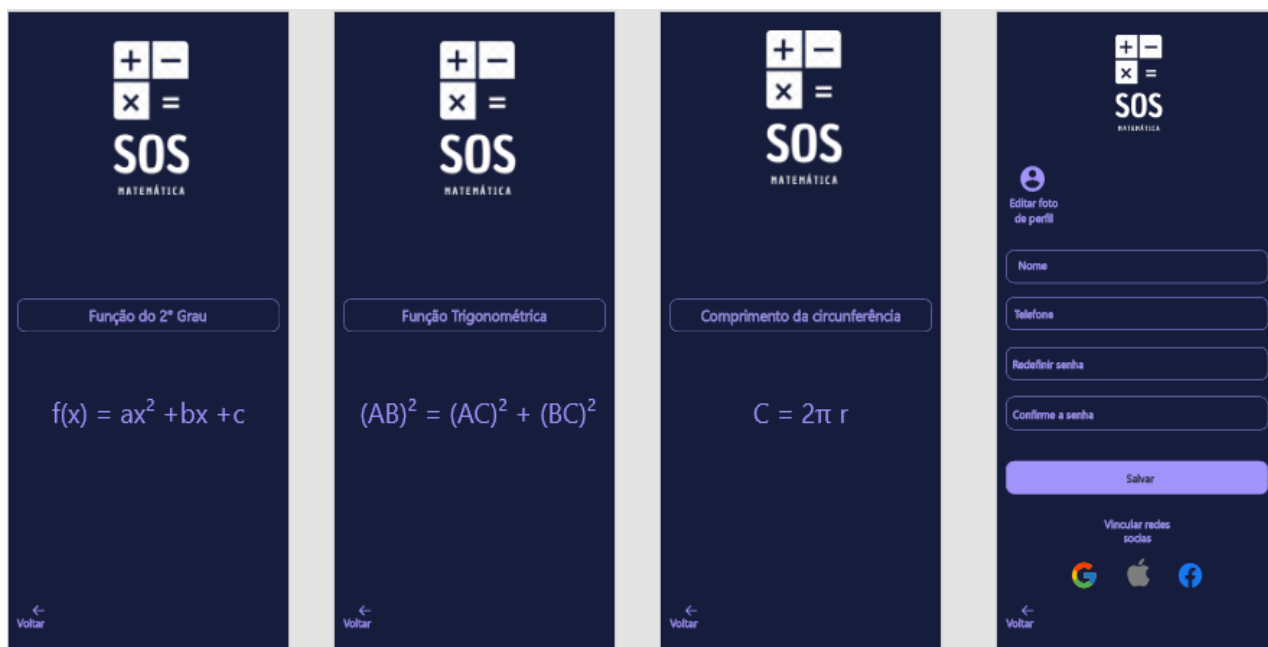 + −
× =
SOS
MATEMÁTICA
Função do 2° Grau
f(x) = ax² +bx +c
←
Voltar
+ −
× =
SOS
MATEMÁTICA
Função Trigonométrica
(AB)² = (AC)² + (BC)²
←
Voltar
+ −
× =
SOS
MATEMÁTICA
Comprimento da circunferência
C = 2π r
←
Voltar
+ −
× =
SOS
MATEMÁTICA
Editar foto
de perfil
Nome
Telefone
Redefinir senha
Confirme a senha
Salvar
Vincular redes
socias
G
←
Voltar